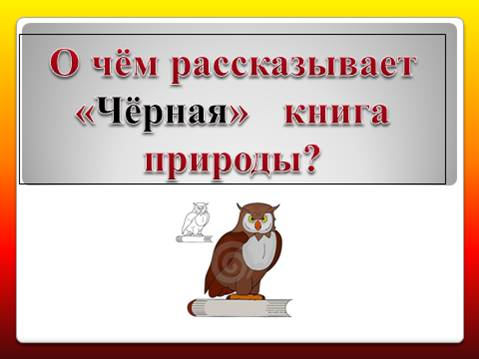 О чём рассказывает
«Чёрная» книга
природы?